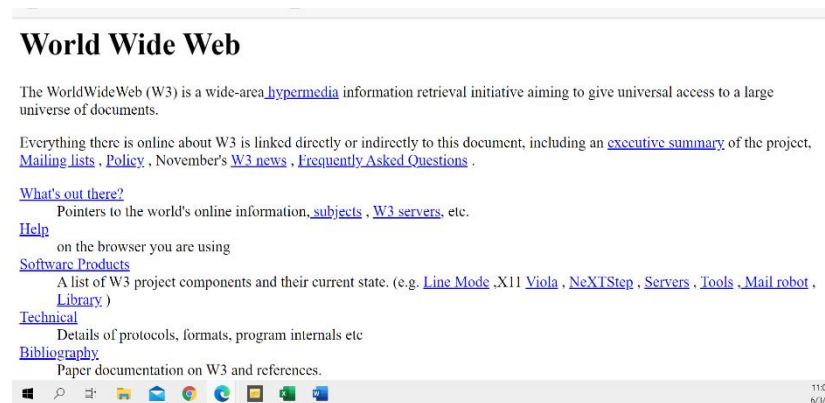 World Wide Web
The WorldWideWeb (W3) is a wide-area hypermedia information retrieval initiative aiming to give universal access to a large
universe of documents.
Everything there is online about W3 is linked directly or indirectly to this document, including an executive summary of the project,
Mailing lists , Policy , November's W3 news , Frequently Asked Questions .
What's out there?
Pointers to the world's online information, subjects , W3 servers, etc.
Help
on the browser you are using
Software Products
A list of W3 project components and their current state. (e.g. Line Mode ,X11 Viola , NeXTStep , Servers , Tools , Mail robot ,
Library )
Technical
Details of protocols, formats, program internals etc
Bibliography
Paper documentation on W3 and references.